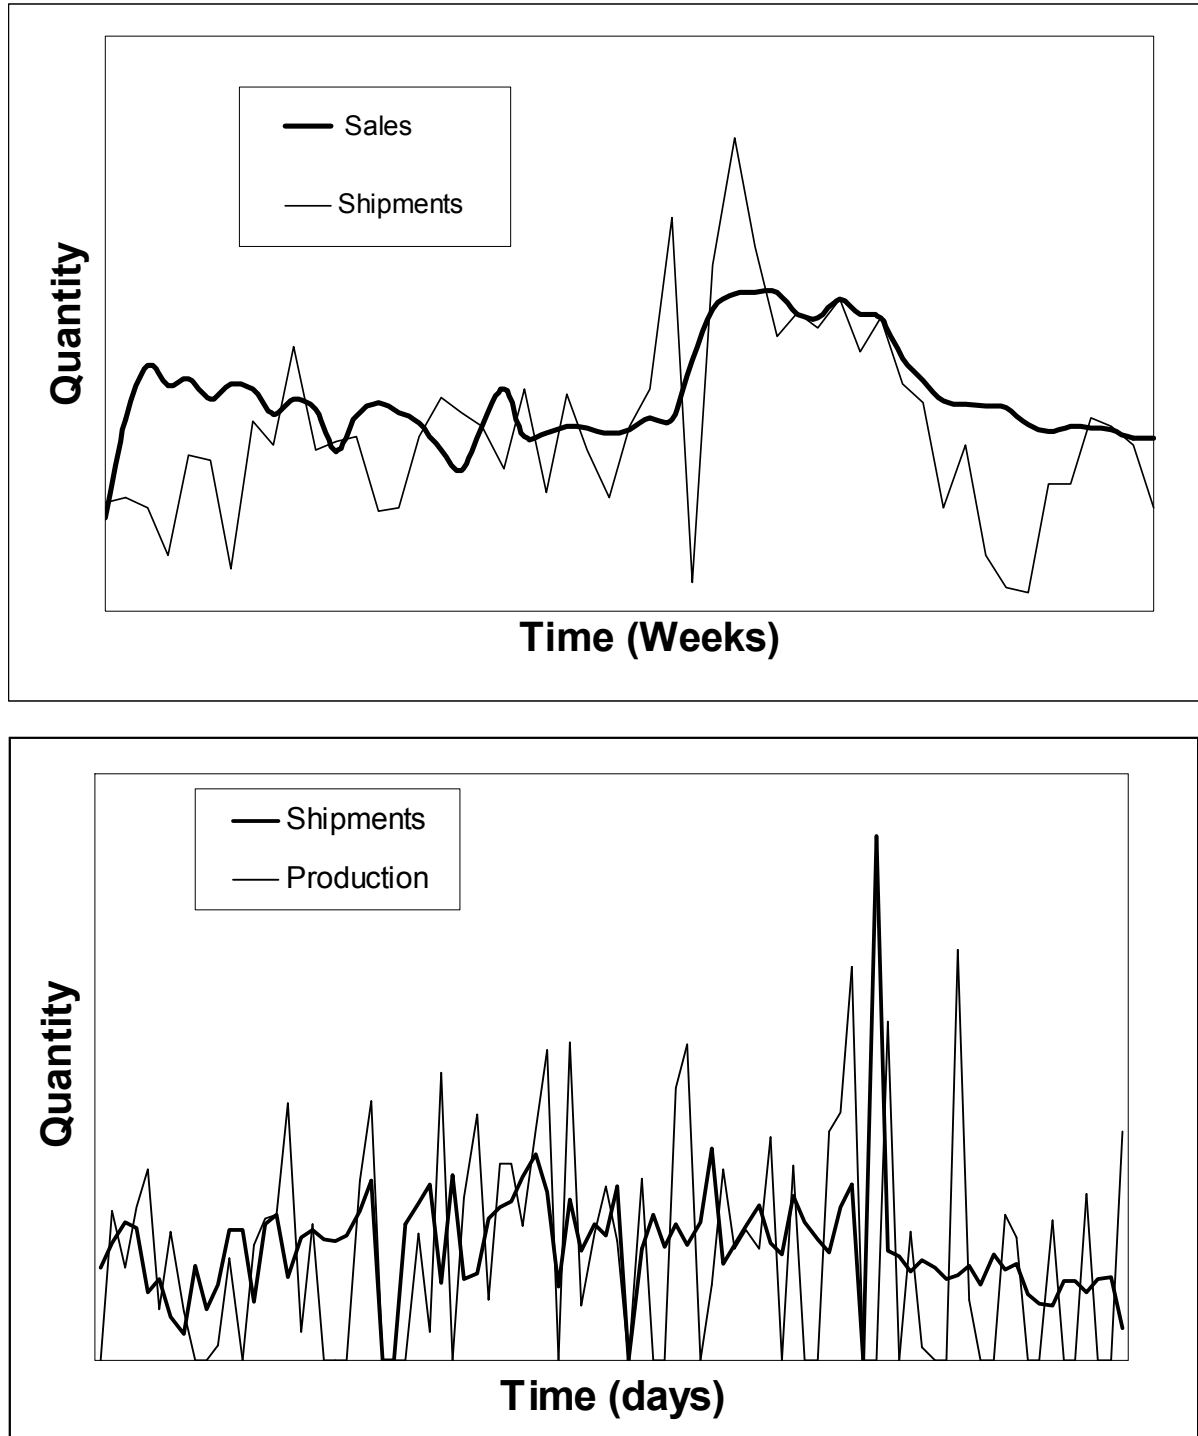 Sales
Shipments
Quantity
Time (Weeks)
Shipments
Production
Quantity
Time (days)